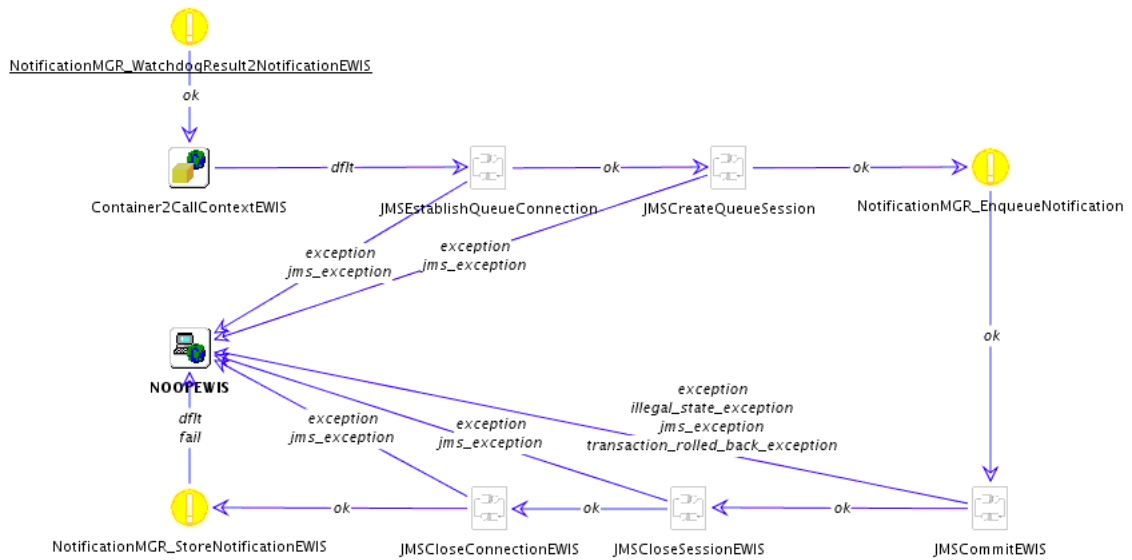 NotificationMGR_WatchdogResult2NotificationEWIS
ok
dflt
ok
ok
Container2CallContextEWIS
JMSEstablishQueueConnection
JMSCreateQueueSession
NotificationMGR_EnqueueNotification
exception
jms_exception
exception
jms_exception
ok
NOOPEWIS
dflt
fail
exception
jms_exception
exception
jms_exception
exception
illegal_state_exception
jms_exception
transaction_rolled_back_exception
ok
ok
ok
NotificationMGR_StoreNotificationEWIS
JMSCloseConnectionEWIS
JMSCloseSessionEWIS
JMSCommitEWIS